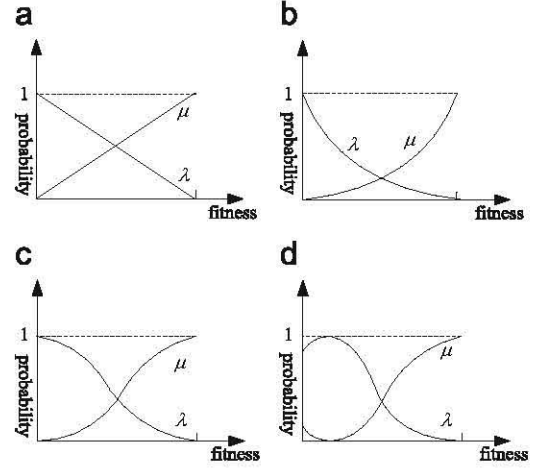 a
1
probability
μ
λ
fitness
b
1
probability
λ
μ
fitness
c
1
probability
μ
λ
fitness
d
1
probability
μ
λ
fitness